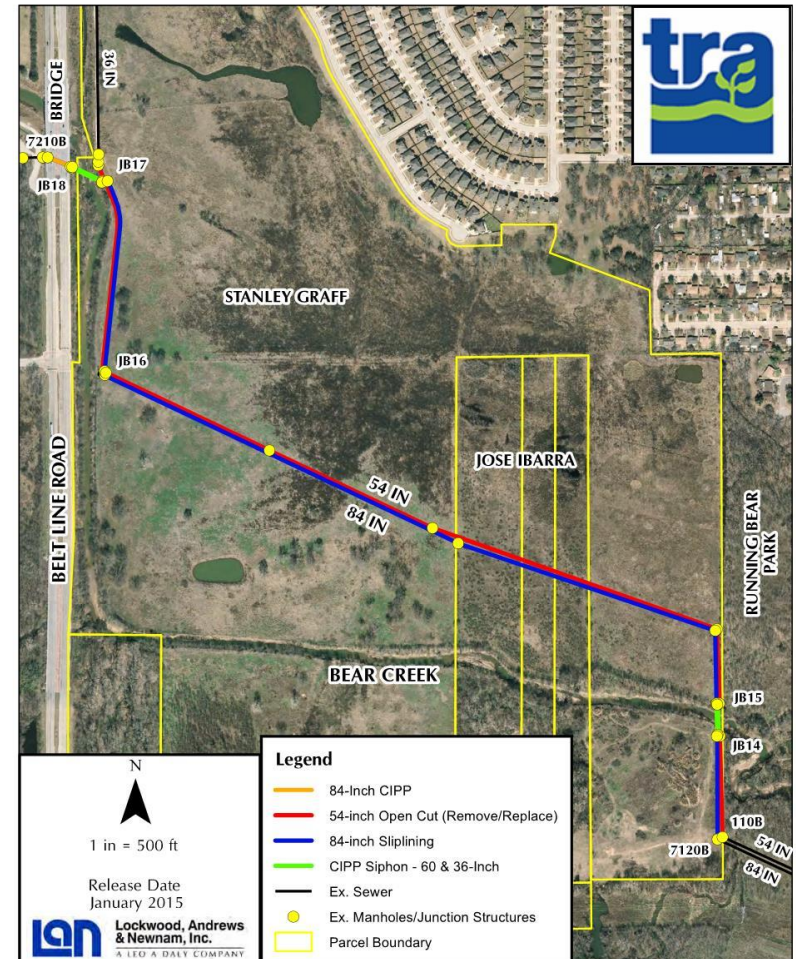 tra
36 IN
BRIDGE
7210B
JB17
JB18
STANLEY GRAFF
JB16
JOSE IBARRA
54 IN
84 IN
BELT LINE ROAD
RUNNING BEAR
PARK
BEAR CREEK
JB15
JB14
110B
7120B
54 IN
84 IN
N
1 in = 500 ft
Release Date
January 2015
LAN
Lockwood, Andrews
& Newnam, Inc.
A LEO A DALY COMPANY
Legend
84-Inch CIPP
54-inch Open Cut (Remove/Replace)
84-inch Sliplining
CIPP Siphon - 60 & 36-Inch
Ex. Sewer
Ex. Manholes/Junction Structures
Parcel Boundary